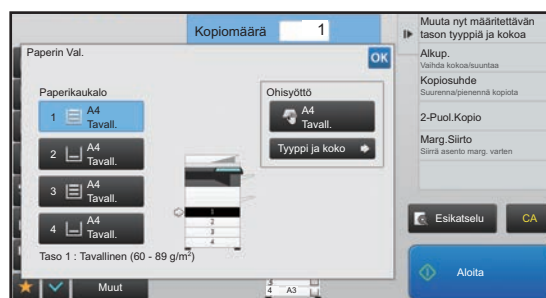 Kopiomäärä 1
Paperin Val.
OK
Paperikaukalo
1 A4
Tavall.
2 A4
Tavall.
3 A4
Tavall.
4 A4
Tavall.
Ohisyöttö
A4
Tavall.
Tyyppi ja koko
1
2
3
4
Taso 1 : Tavallinen (60 - 89 g/m²)
Muut
4 A3
Muuta nyt määritettävän
tason tyyppiä ja kokoa
Alkup.
Vaihda kokoa/suuntaa
Kopiosuhde
Suurenna/pienennä kopiota
2-Puol.Kopio
Marg.Siirto
Siirrä asento marg. varten
Esikatselu
CA
Aloita